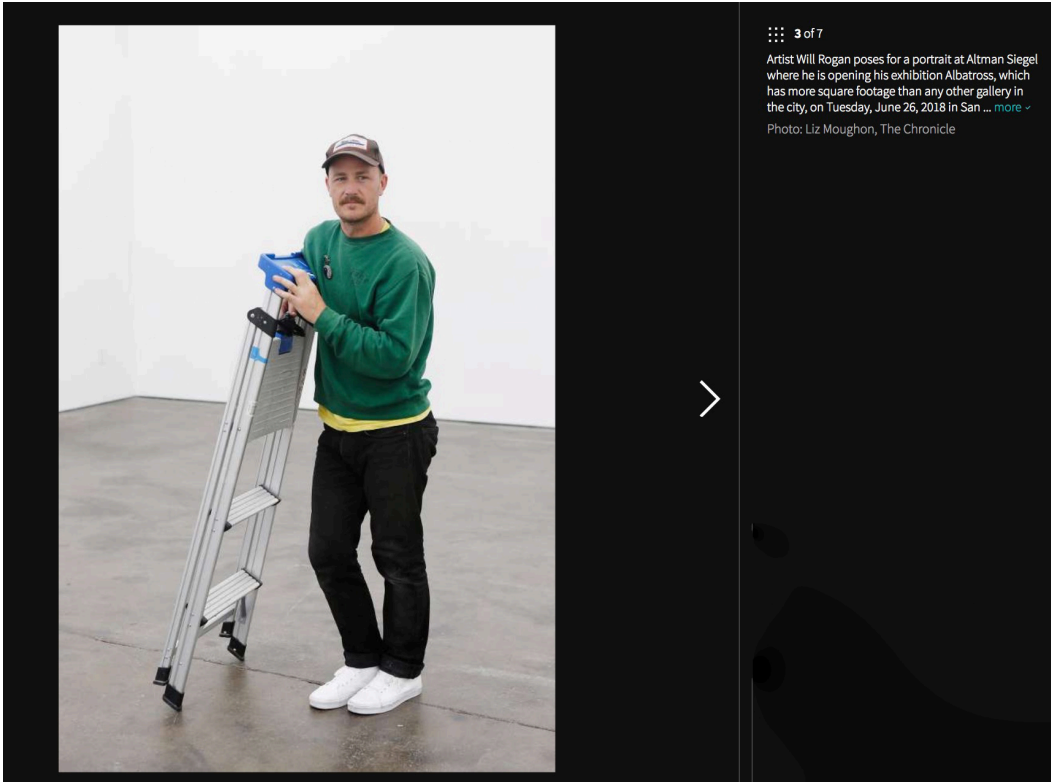 3 of 7
Artist Will Rogan poses for a portrait at Altman Siegel
where he is opening his exhibition Albatross, which
has more square footage than any other gallery in
the city, on Tuesday, June 26, 2018 in San ... more
Photo: Liz Moughon, The Chronicle